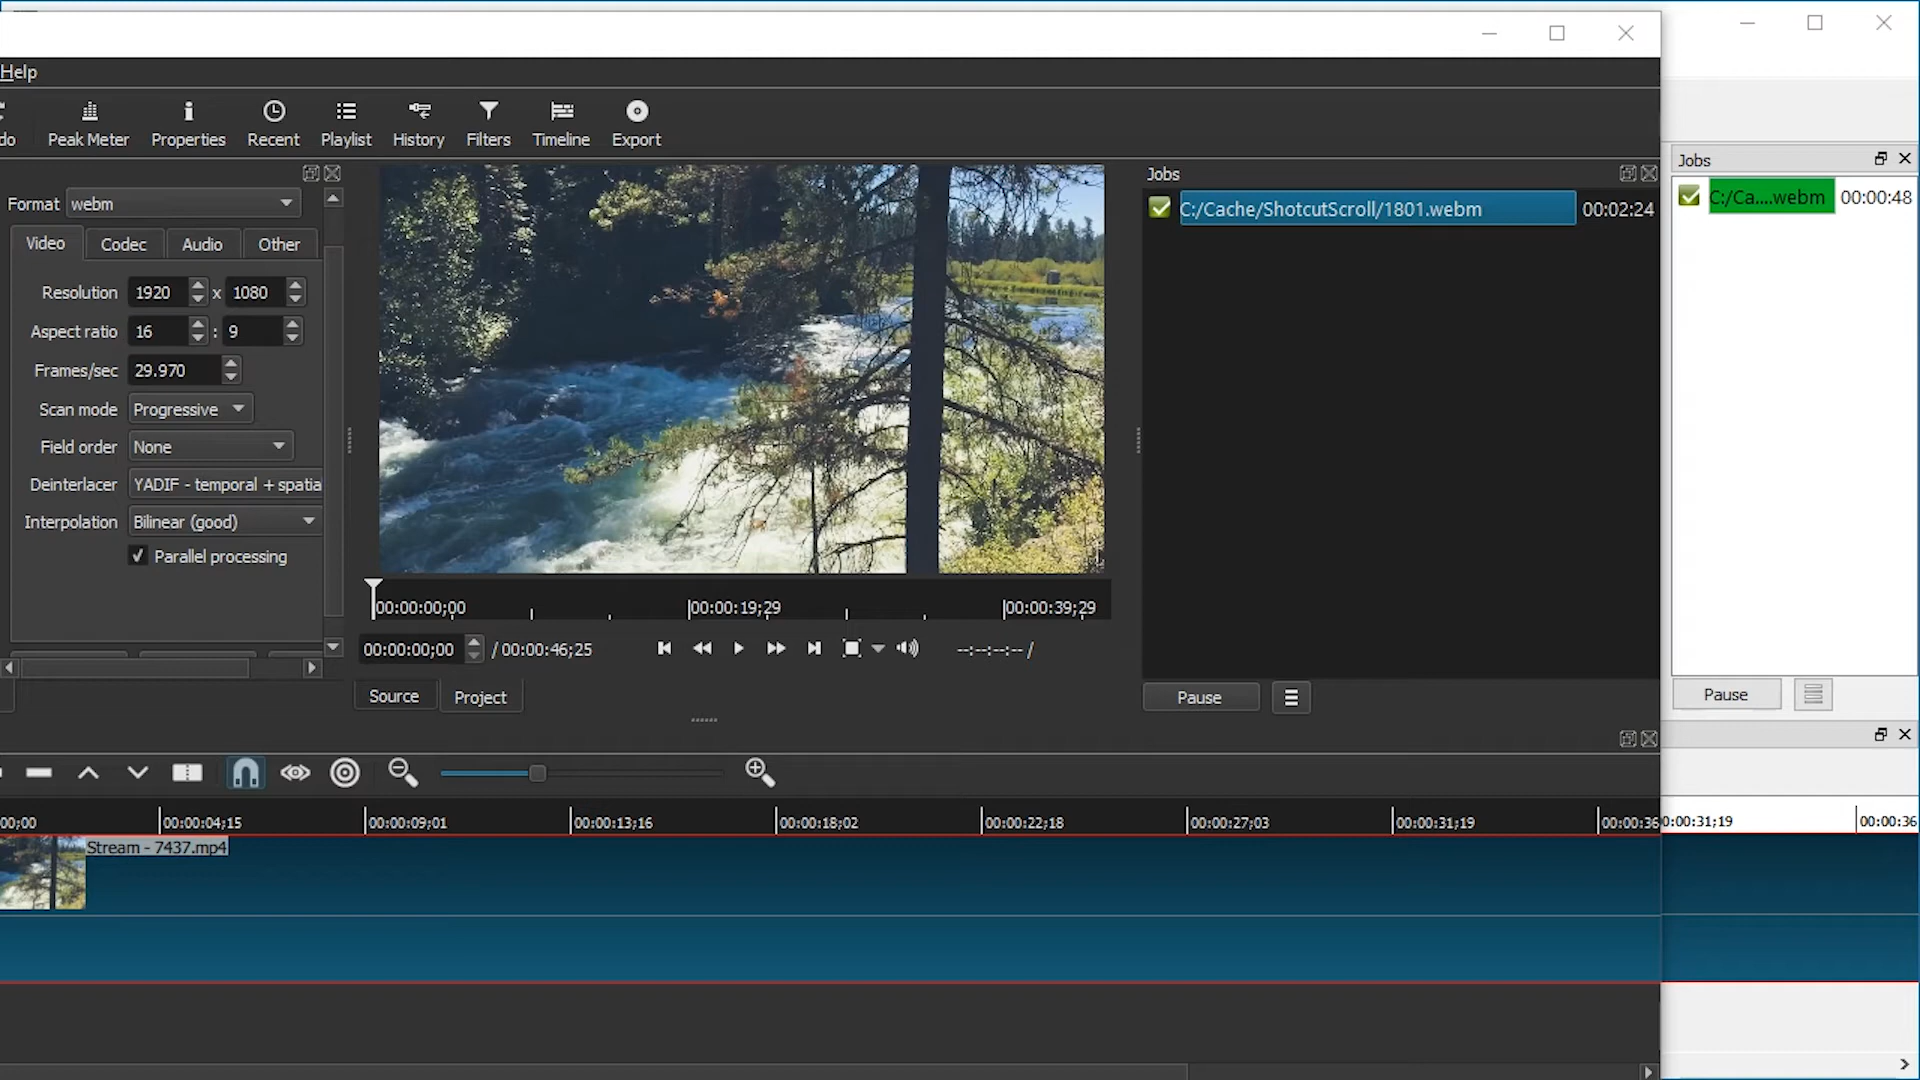 Help
do
Peak Meter
Properties
Recent
Playlist
History
Filters
Timeline
Export
Format webm
Video Codec Audio Other
Resolution 1920 x 1080
Aspect ratio 16 : 9
Frames/sec 29.970
Scan mode Progressive
Field order None
Deinterlacer YADIF - temporal + spatia
Interpolation Bilinear (good)
Parallel processing
00:00:00;00 00:00:19;29 00:00:39;29
00:00:00;00 / 00:00:46;25 --:--:--:-- /
Source Project
Jobs
C:/Cache/ShotcutScroll/1801.webm 00:02:24
Pause
Jobs
C:/Ca....webm 00:00:48
Pause
00;00 00:00:04;15 00:00:09;01 00:00:13;16 00:00:18;02 00:00:22;18 00:00:27;03 00:00:31;19 00:00:36
0:00:31;19 00:00:36
Stream - 7437.mp4